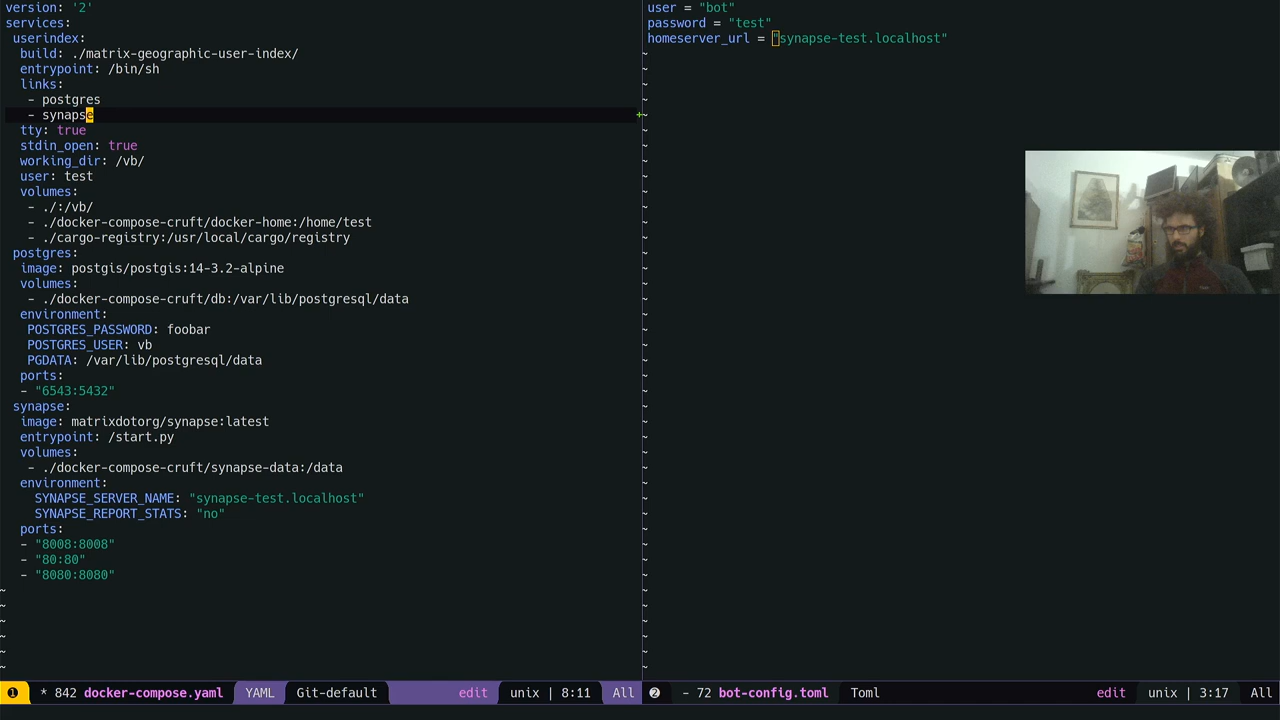 version: '2'
services:
 userindex:
  build: ./matrix-geographic-user-index/
  entrypoint: /bin/sh
  links:
   - postgres
   - synapse
  tty: true
  stdin_open: true
  working_dir: /vb/
  user: test
  volumes:
   - ./:/vb/
   - ./docker-compose-cruft/docker-home:/home/test
   - ./cargo-registry:/usr/local/cargo/registry
 postgres:
  image: postgis/postgis:14-3.2-alpine
  volumes:
   - ./docker-compose-cruft/db:/var/lib/postgresql/data
  environment:
   POSTGRES_PASSWORD: foobar
   POSTGRES_USER: vb
   PGDATA: /var/lib/postgresql/data
  ports:
  - "6543:5432"
 synapse:
  image: matrixdotorg/synapse:latest
  entrypoint: /start.py
  volumes:
   - ./docker-compose-cruft/synapse-data:/data
  environment:
    SYNAPSE_SERVER_NAME: "synapse-test.localhost"
    SYNAPSE_REPORT_STATS: "no"
  ports:
  - "8008:8008"
  - "80:80"
  - "8080:8080"
❶ * 842 docker-compose.yaml YAML Git-default edit unix | 8:11 All
user = "bot"
password = "test"
homeserver_url = "synapse-test.localhost"
❷ - 72 bot-config.toml Toml edit unix | 3:17 All